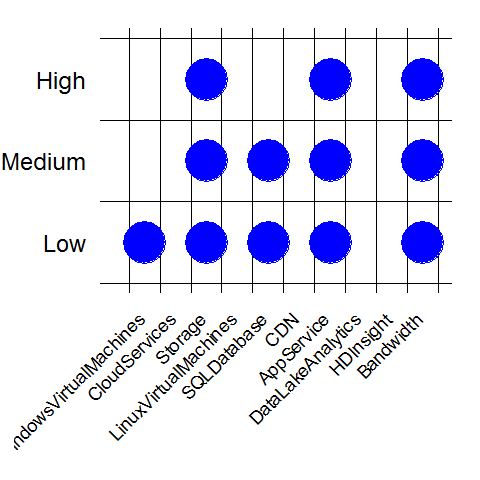 High
Medium
Low
ndowsVirtualMachines
CloudServices
Storage
LinuxVirtualMachines
SQLDatabase
CDN
AppService
DataLakeAnalytics
HDInsight
Bandwidth